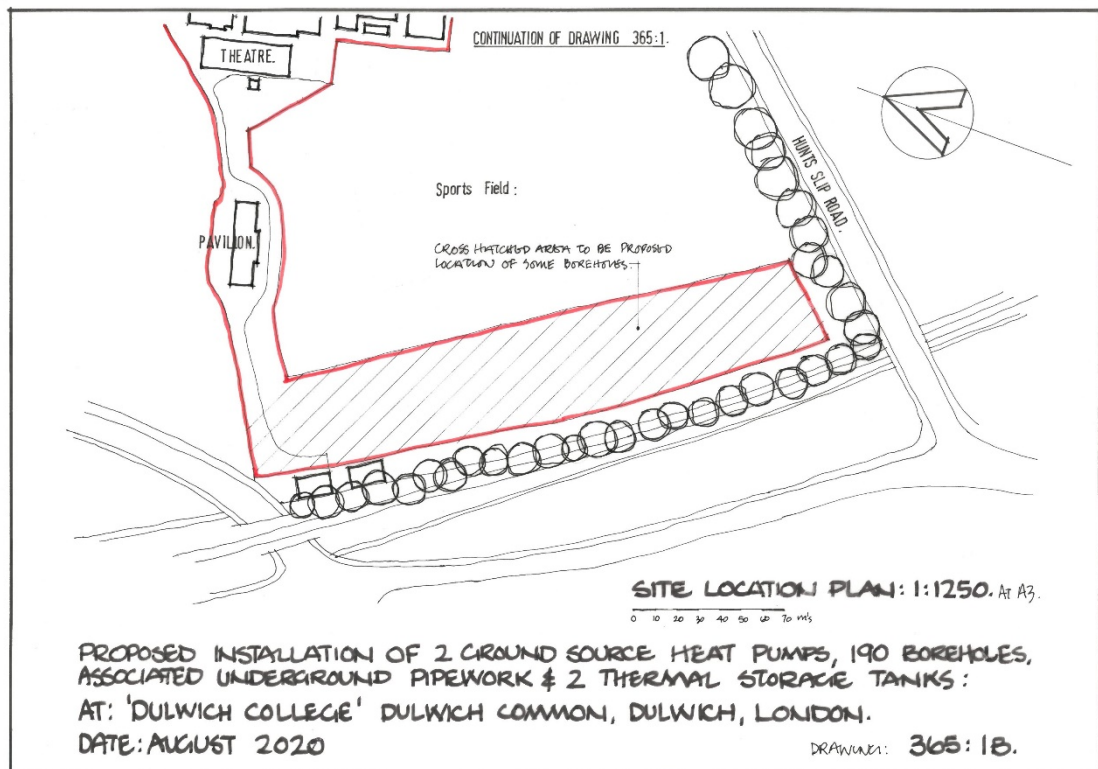 CONTINUATION OF DRAWING 365:1.
THEATRE.
HUNTS SLIP ROAD.
Sports Field :
PAVILION.
CROSS HATCHED AREA TO BE PROPOSED
LOCATION OF SOME BOREHOLES.
SITE LOCATION PLAN: 1:1250. AT A3.
0 10 20 30 40 50 60 70 m's
PROPOSED INSTALLATION OF 2 GROUND SOURCE HEAT PUMPS, 190 BOREHOLES,
ASSOCIATED UNDERGROUND PIPEWORK & 2 THERMAL STORAGE TANKS :
AT: 'DULWICH COLLEGE' DULWICH COMMON, DULWICH, LONDON.
DATE: AUGUST 2020
DRAWING: 365: 1B.